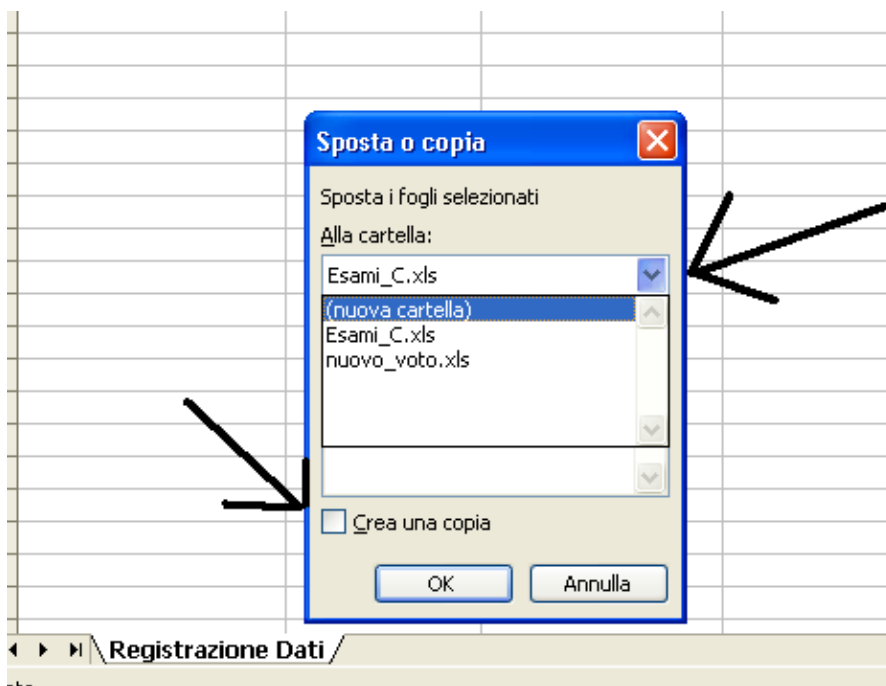 Sposta o copia
Sposta i fogli selezionati
Alla cartella:
Esami_C.xls
(nuova cartella)
Esami_C.xls
nuovo_voto.xls
Crea una copia
OK Annulla
Registrazione Dati